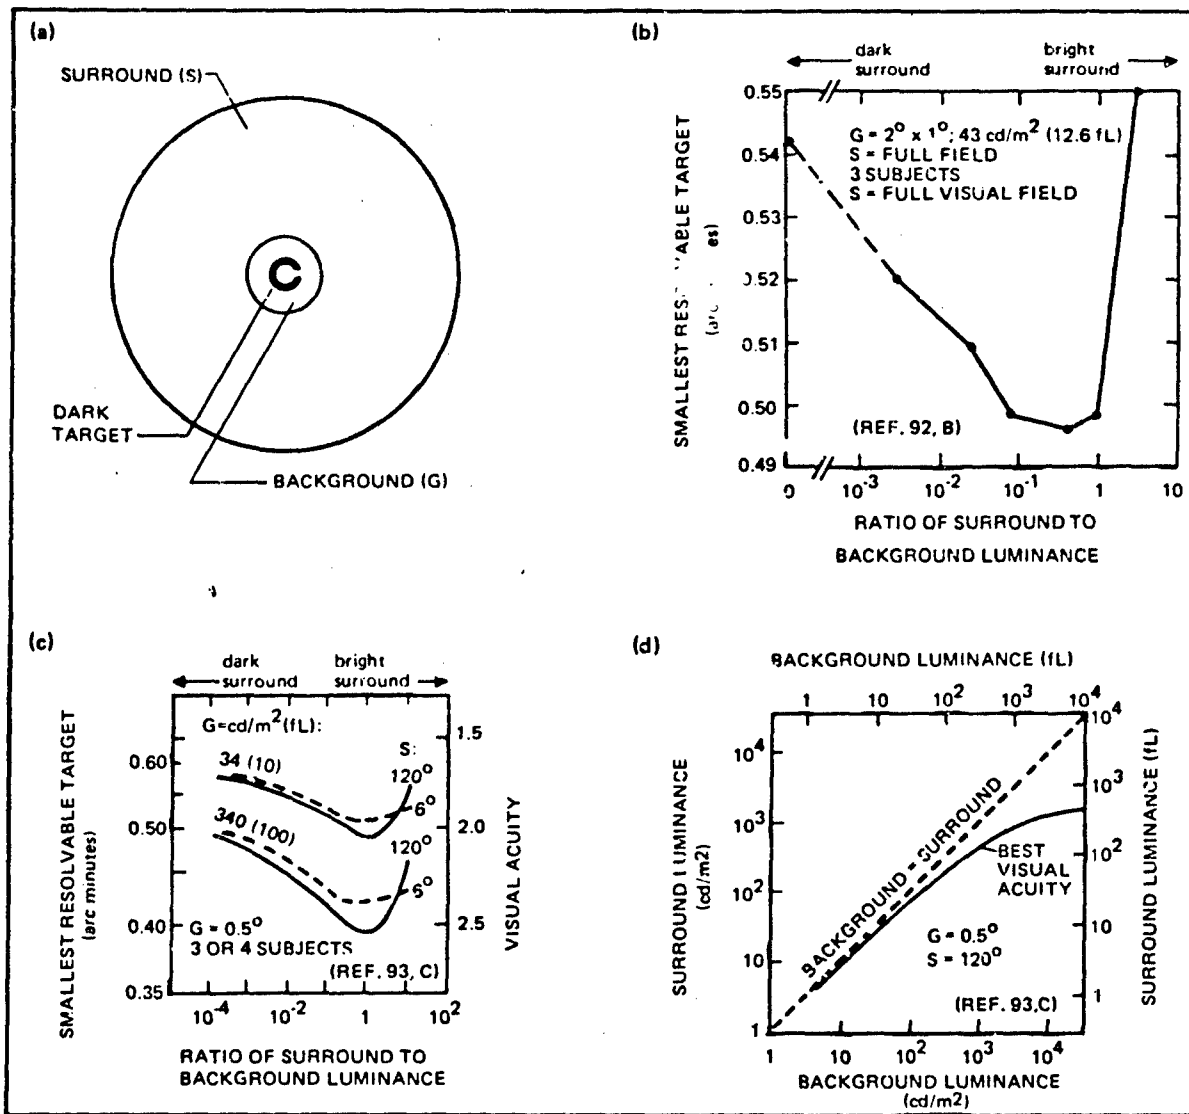 (a)
SURROUND (S)
DARK
TARGET
BACKGROUND (G)
(b)
dark
surround
bright
surround
SMALLEST TARGET
0.55
0.54
0.53
0.52
0.51
0.50
0.49
G = 2° x 1°; 43 cd/m² (12.6 fL)
S = FULL FIELD
3 SUBJECTS
S = FULL VISUAL FIELD
(REF. 92, B)
0 10⁻³ 10⁻² 10⁻¹ 1 10
RATIO OF SURROUND TO
BACKGROUND LUMINANCE
(c)
dark
surround
bright
surround
SMALLEST RESOLVABLE TARGET
(arc minutes)
0.60
0.50
0.40
0.35
G=cd/m² (fL):
34 (10)
340 (100)
S:
120°
6°
120°
G = 0.5°
3 OR 4 SUBJECTS
(REF. 93, C)
1.5
2.0
2.5
VISUAL ACUITY
10⁻⁴ 10⁻² 1 10²
RATIO OF SURROUND TO
BACKGROUND LUMINANCE
(d)
BACKGROUND LUMINANCE (fL)
1 10 10² 10³ 10⁴
SURROUND LUMINANCE
(cd/m2)
10⁴
10³
10²
10
1
BACKGROUND = SURROUND
BEST
VISUAL
ACUITY
G = 0.5°
S = 120°
(REF. 93,C)
10⁴
10³
10²
10
1
SURROUND LUMINANCE (fL)
1 10 10² 10³ 10⁴
BACKGROUND LUMINANCE
(cd/m2)